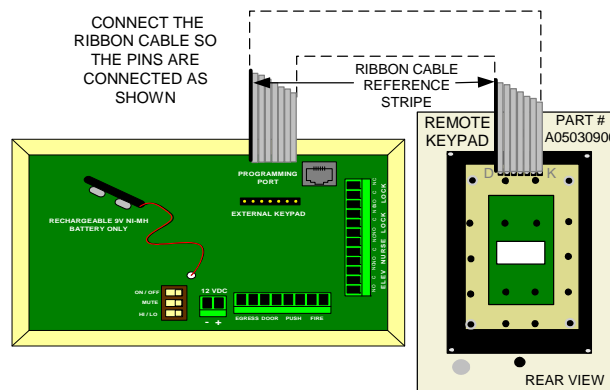 CONNECT THE
RIBBON CABLE SO
THE PINS ARE
CONNECTED AS
SHOWN
RIBBON CABLE
REFERENCE
STRIPE
REMOTE
KEYPAD
PART #
A0503090
D K
PROGRAMMING
PORT
EXTERNAL KEYPAD
RECHARGEABLE 9V NI-MH
BATTERY ONLY
ON / OFF
MUTE
HI / LO
12 VDC
- +
EGRESS DOOR PUSH FIRE
ELEV NURSE LOCK LOCK
REAR VIEW